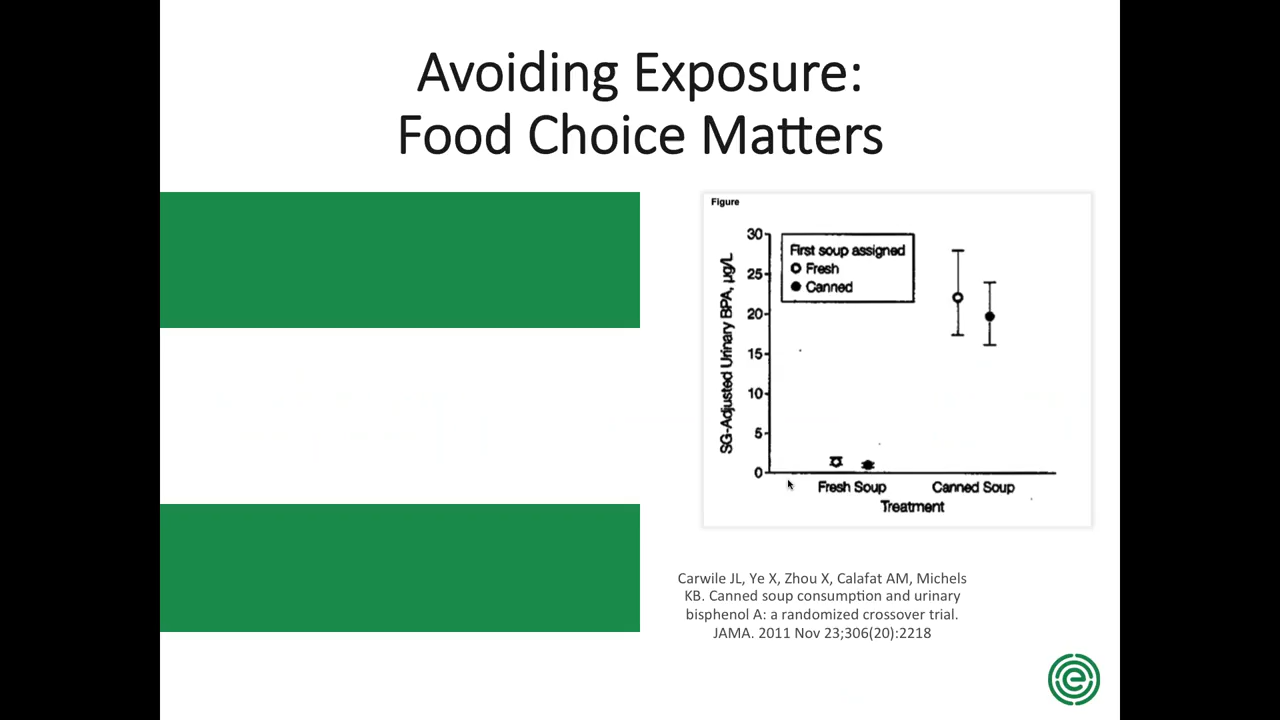 Avoiding Exposure:
Food Choice Matters
Figure
30
25
20
15
10
5
0
SG-Adjusted Urinary BPA, µg/L
First soup assigned
Fresh
Canned
Fresh Soup
Canned Soup
Treatment
Carwile JL, Ye X, Zhou X, Calafat AM, Michels
KB. Canned soup consumption and urinary
bisphenol A: a randomized crossover trial.
JAMA. 2011 Nov 23;306(20):2218
e